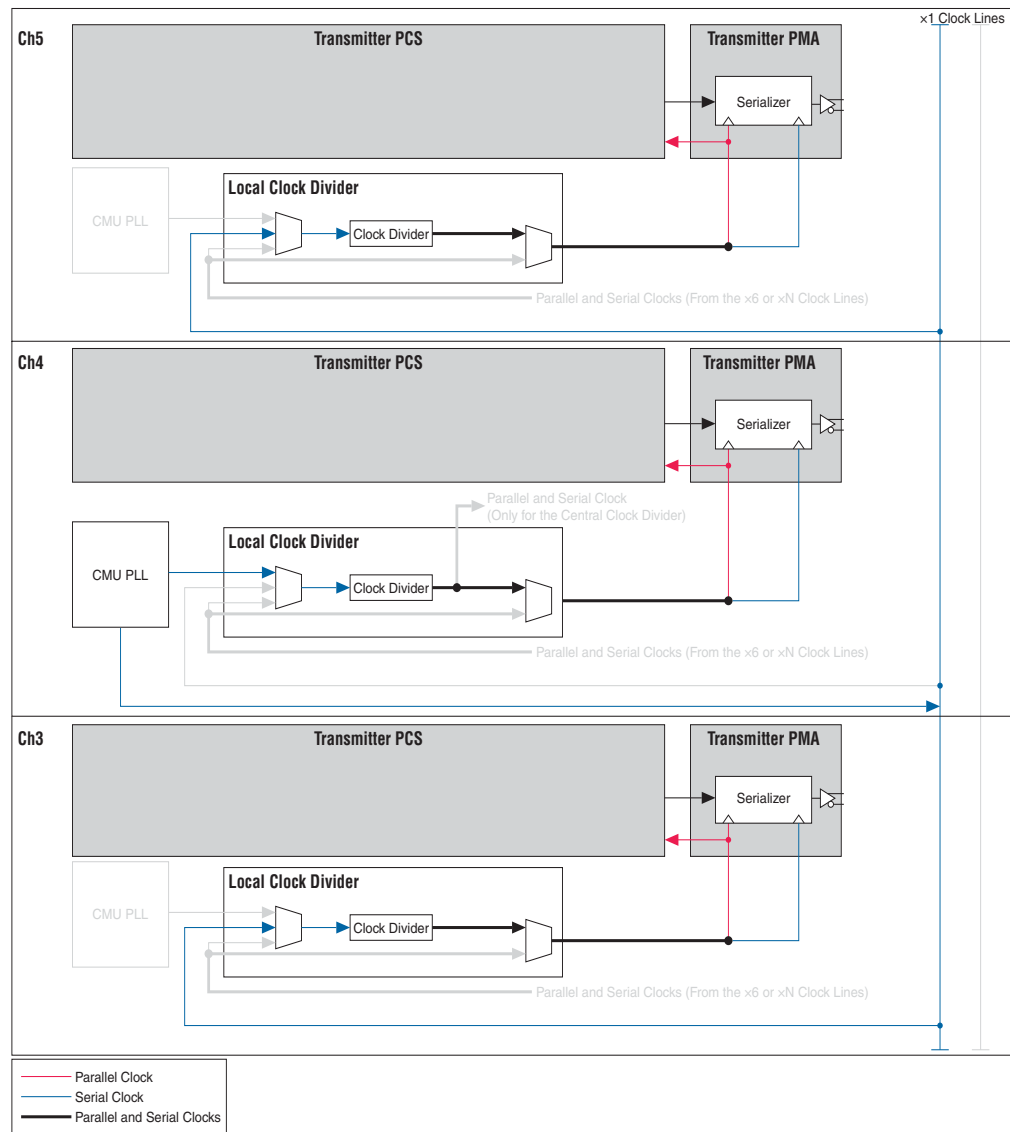 ×1 Clock Lines
Ch5
Transmitter PCS
Transmitter PMA
Serializer
Local Clock Divider
CMU PLL
Clock Divider
Parallel and Serial Clocks (From the ×6 or ×N Clock Lines)
Ch4
Transmitter PCS
Transmitter PMA
Serializer
Parallel and Serial Clock
(Only for the Central Clock Divider)
Local Clock Divider
CMU PLL
Clock Divider
Parallel and Serial Clocks (From the ×6 or ×N Clock Lines)
Ch3
Transmitter PCS
Transmitter PMA
Serializer
Local Clock Divider
CMU PLL
Clock Divider
Parallel and Serial Clocks (From the ×6 or ×N Clock Lines)
Parallel Clock
Serial Clock
Parallel and Serial Clocks